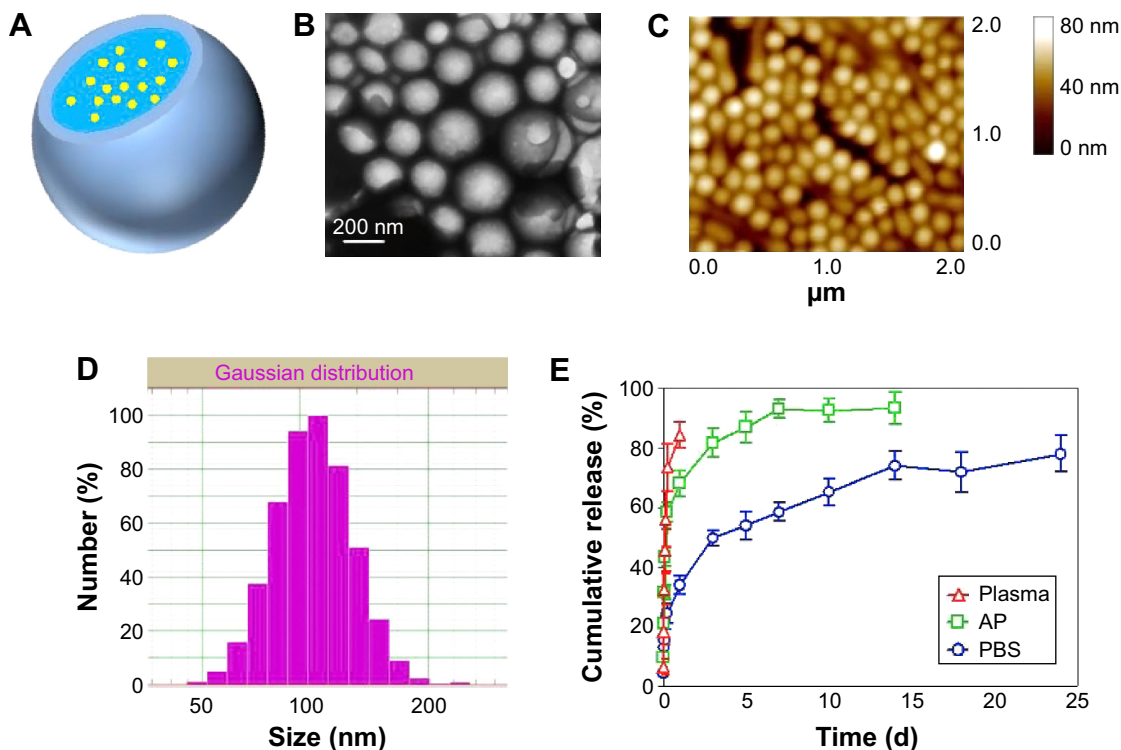 A
B
200 nm
C
2.0
1.0
0.0
0.0 1.0 2.0
µm
80 nm
40 nm
0 nm
D
Gaussian distribution
100
80
60
40
20
0
Number (%)
50 100 200
Size (nm)
E
100
80
60
40
20
0
Cumulative release (%)
Plasma
AP
PBS
0 5 10 15 20 25
Time (d)